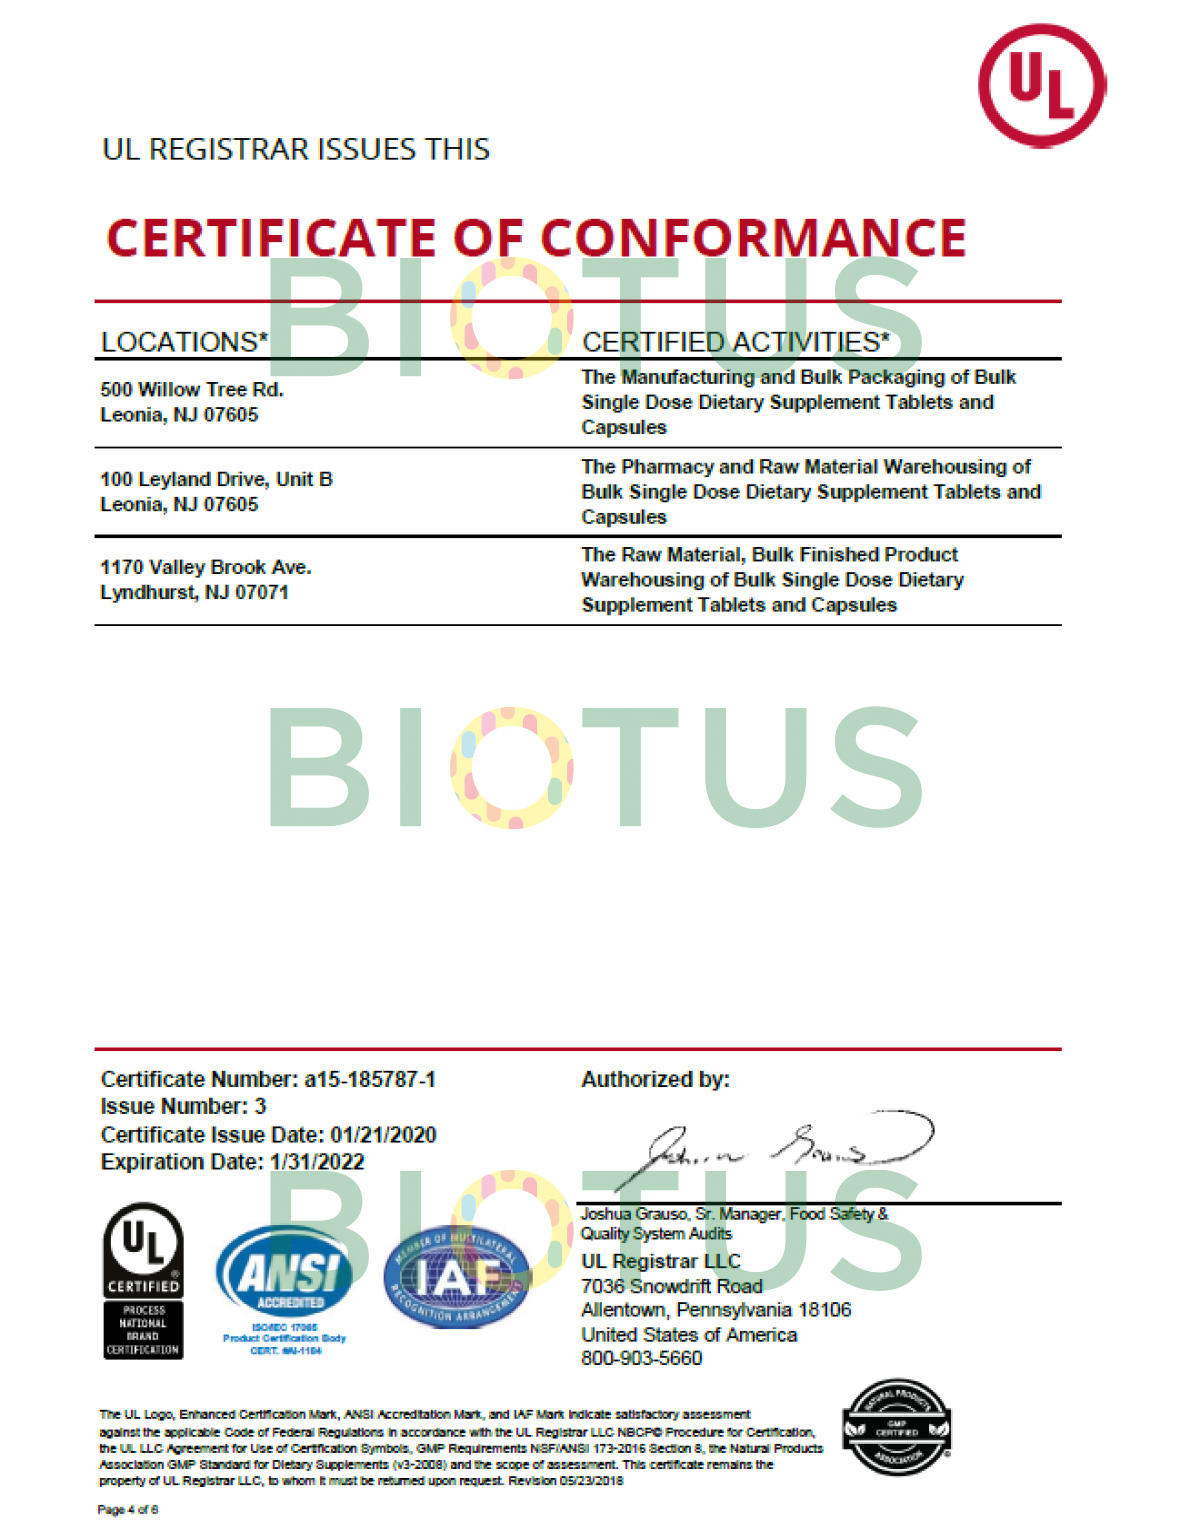 UL
UL REGISTRAR ISSUES THIS
CERTIFICATE OF CONFORMANCE
BIOTUS
LOCATIONS* CERTIFIED ACTIVITIES*
500 Willow Tree Rd.
Leonia, NJ 07605
The Manufacturing and Bulk Packaging of Bulk
Single Dose Dietary Supplement Tablets and
Capsules
100 Leyland Drive, Unit B
Leonia, NJ 07605
The Pharmacy and Raw Material Warehousing of
Bulk Single Dose Dietary Supplement Tablets and
Capsules
1170 Valley Brook Ave.
Lyndhurst, NJ 07071
The Raw Material, Bulk Finished Product
Warehousing of Bulk Single Dose Dietary
Supplement Tablets and Capsules
BIOTUS
Certificate Number: a15-185787-1
Issue Number: 3
Certificate Issue Date: 01/21/2020
Expiration Date: 1/31/2022
Authorized by:
Joshua Grauso
BIOTUS
Joshua Grauso, Sr. Manager, Food Safety &
Quality System Audits
UL Registrar LLC
7036 Snowdrift Road
Allentown, Pennsylvania 18106
United States of America
800-903-5660
UL
®
CERTIFIED
PROCESS
NATIONAL
BRAND
CERTIFICATION
ANSI
ACCREDITED
ISO/IEC 17065
Product Certification Body
CERT. #AI-1184
MEMBER OF MULTILATERAL
IAF
RECOGNITION ARRANGEMENT
NATURAL PRODUCTS
GMP
CERTIFIED
ASSOCIATION
The UL Logo, Enhanced Certification Mark, ANSI Accreditation Mark, and IAF Mark indicate satisfactory assessment
against the applicable Code of Federal Regulations in accordance with the UL Registrar LLC NBCP© Procedure for Certification,
the UL LLC Agreement for Use of Certification Symbols, GMP Requirements NSF/ANSI 173-2016 Section 8, the Natural Products
Association GMP Standard for Dietary Supplements (v3-2008) and the scope of assessment. This certificate remains the
property of UL Registrar LLC, to whom it must be returned upon request. Revision 05/23/2018
Page 4 of 6